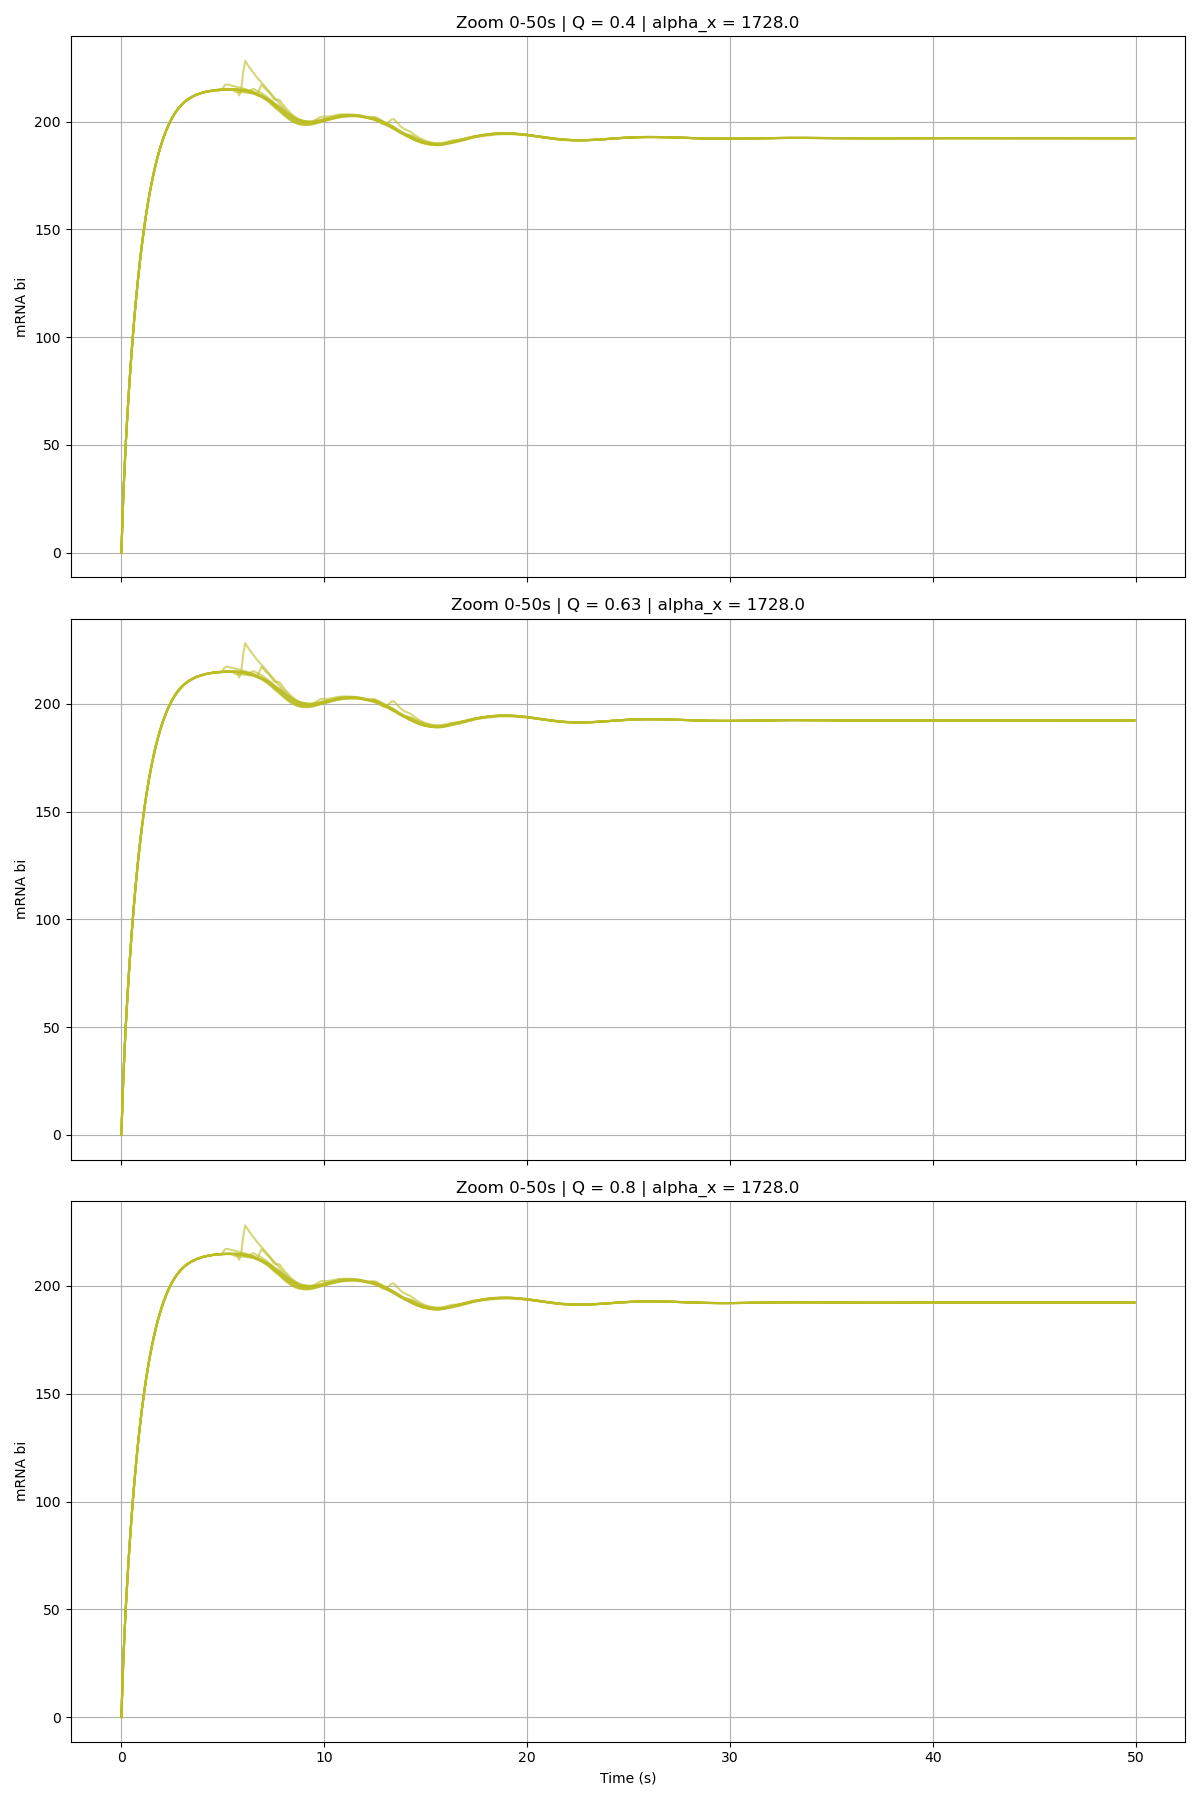 Zoom 0-50s | Q = 0.4 | alpha_x = 1728.0
200
150
100
50
0
mRNA bi
Zoom 0-50s | Q = 0.63 | alpha_x = 1728.0
200
150
100
50
0
mRNA bi
Zoom 0-50s | Q = 0.8 | alpha_x = 1728.0
200
150
100
50
0
mRNA bi
0 10 20 30 40 50
Time (s)